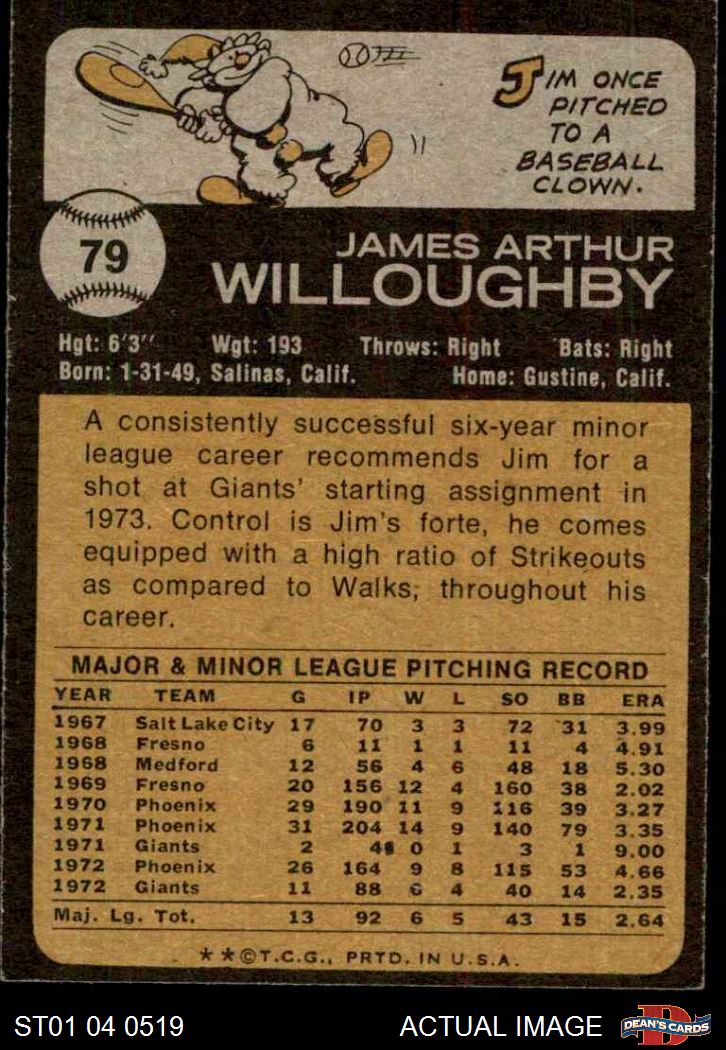 JIM ONCE
PITCHED
TO A
BASEBALL
CLOWN.
79
JAMES ARTHUR
WILLOUGHBY
Hgt: 6'3" Wgt: 193 Throws: Right Bats: Right
Born: 1-31-49, Salinas, Calif. Home: Gustine, Calif.
A consistently successful six-year minor
league career recommends Jim for a
shot at Giants' starting assignment in
1973. Control is Jim's forte, he comes
equipped with a high ratio of Strikeouts
as compared to Walks, throughout his
career.
MAJOR & MINOR LEAGUE PITCHING RECORD
YEAR TEAM G IP W L SO BB ERA
1967 Salt Lake City 17 70 3 3 72 31 3.99
1968 Fresno 6 11 1 1 11 4 4.91
1968 Medford 12 56 4 6 48 18 5.30
1969 Fresno 20 156 12 4 160 38 2.02
1970 Phoenix 29 190 11 9 116 39 3.27
1971 Phoenix 31 204 14 9 140 79 3.35
1971 Giants 2 4 0 1 3 1 9.00
1972 Phoenix 26 164 9 8 115 53 4.66
1972 Giants 11 88 6 4 40 14 2.35
Maj. Lg. Tot. 13 92 6 5 43 15 2.64
* * © T.C.G., PRTD. IN U.S.A.
ST01 04 0519 ACTUAL IMAGE DEAN'S CARDS